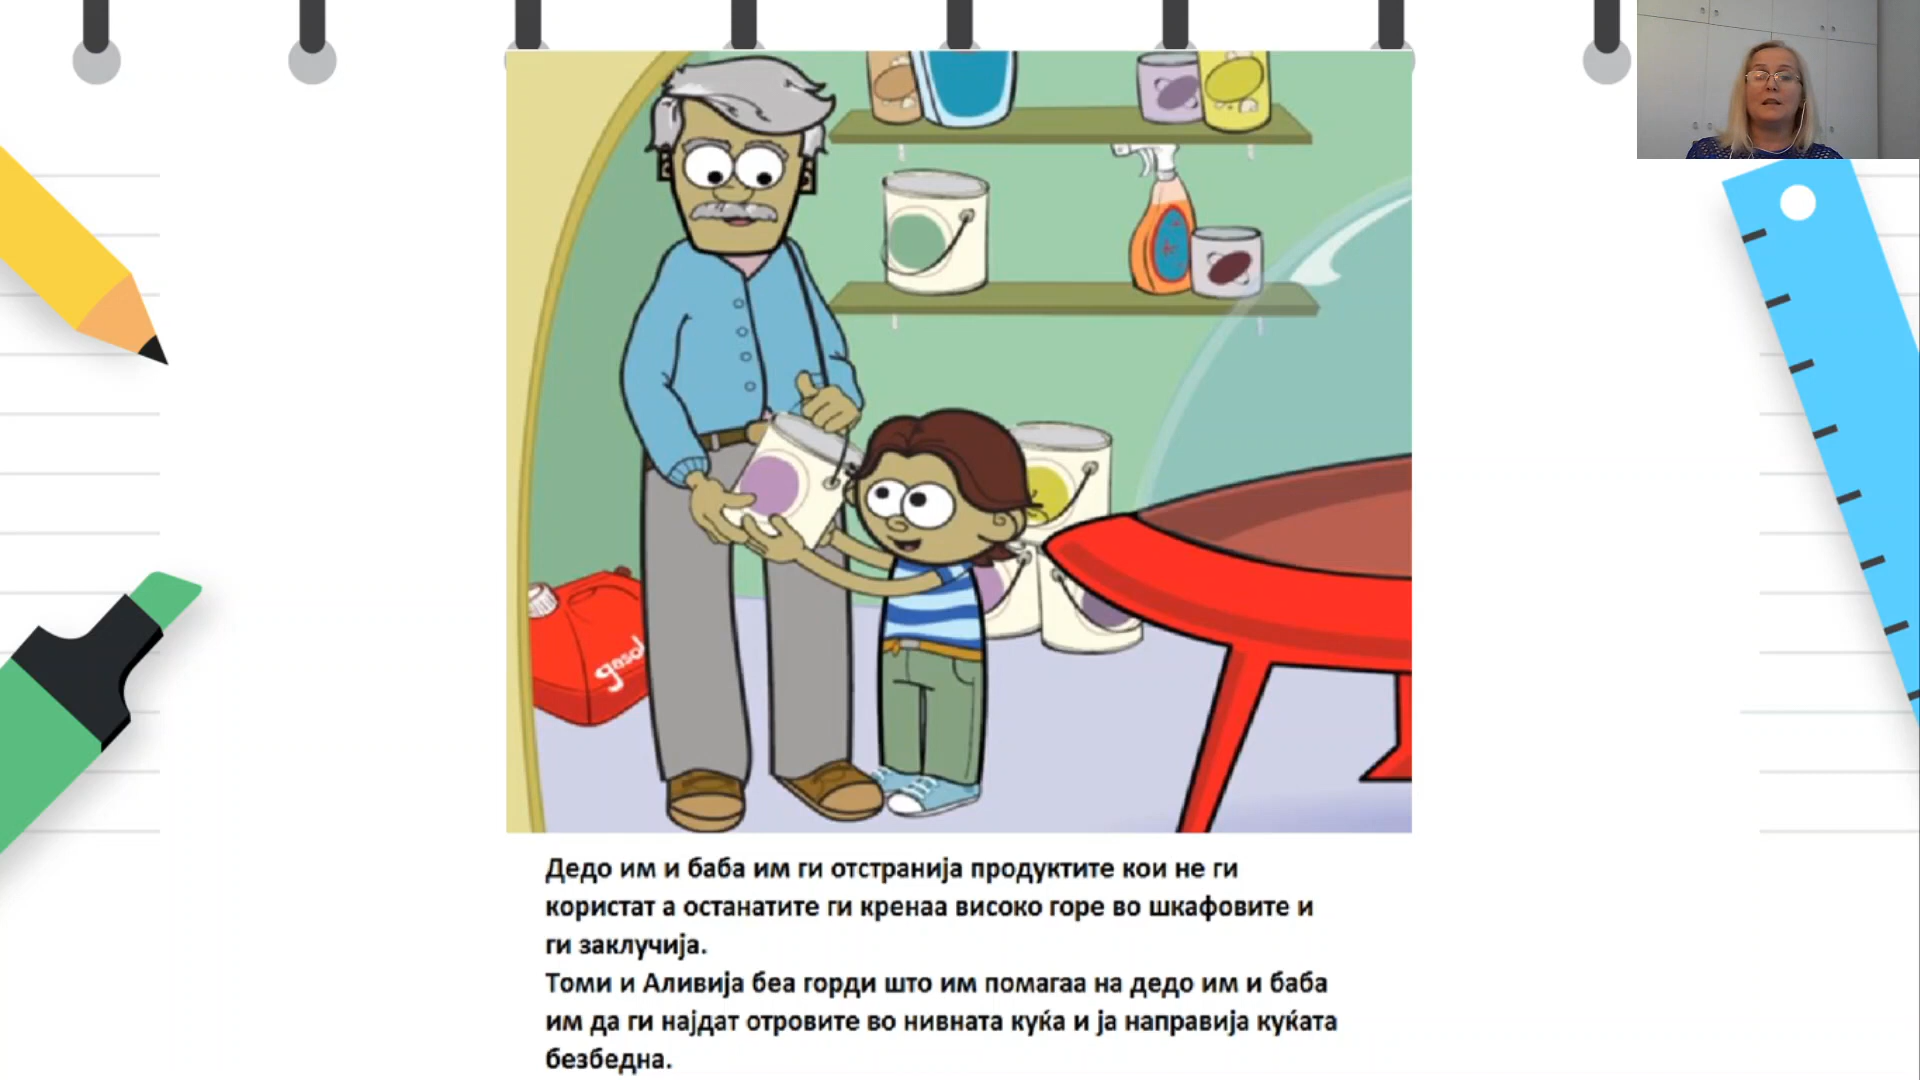 gasol
Дедо им и баба им ги отстранија продуктите кои не ги
користат а останатите ги кренаа високо горе во шкафовите и
ги заклучија.
Томи и Аливија беа горди што им помагаа на дедо им и баба
им да ги најдат отровите во нивната куќа и ја направија куќата
безбедна.